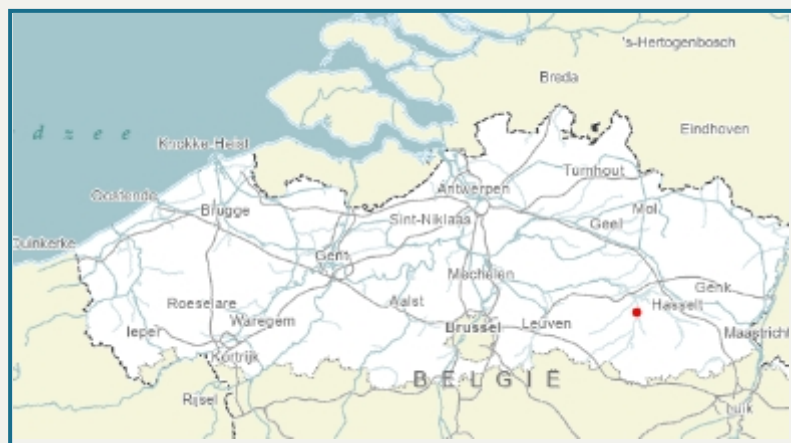 's-Hertogenbosch
Breda
dzee
Eindhoven
Knokke-Heist
Turnhout
Antwerpen
Oostende
Mol
Brugge
Sint-Niklaas
Geel
Duinkerke
Gent
Mechelen
Genk
Roeselare
Aalst
Hasselt
Ieper
Waregem
Brussel
Leuven
Maastricht
Kortrijk
BELGIË
Rijsel
Luik